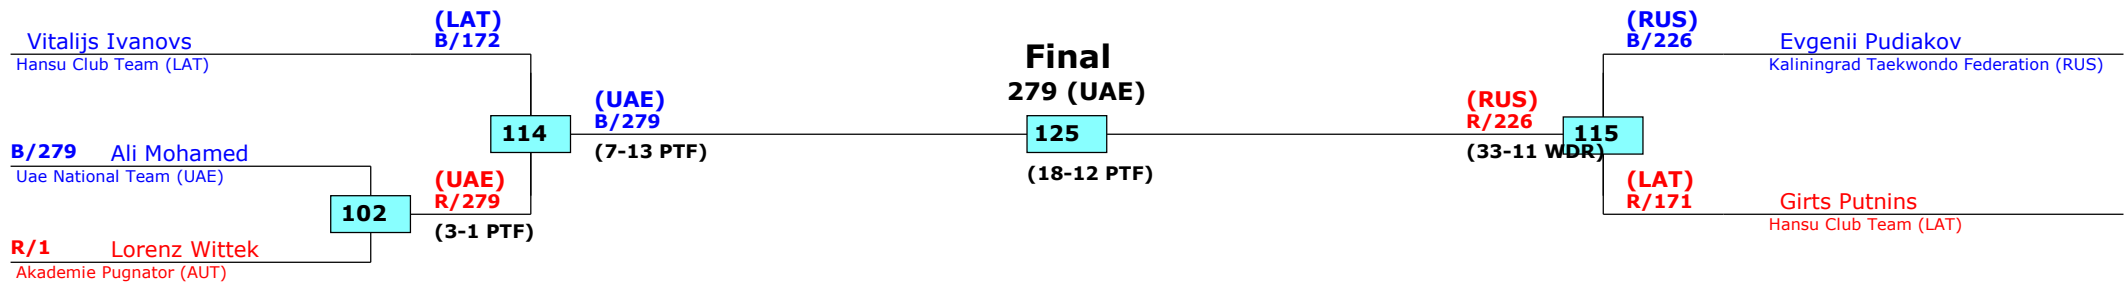 (LAT)
B/172
Vitalijs Ivanovs
Hansu Club Team (LAT)
B/279 Ali Mohamed
Uae National Team (UAE)
R/1 Lorenz Wittek
Akademie Pugnator (AUT)
102
(UAE)
R/279
(3-1 PTF)
114
(UAE)
B/279
(7-13 PTF)
Final
279 (UAE)
125
(18-12 PTF)
(RUS)
R/226
(33-11 WDR)
115
(RUS)
B/226
Evgenii Pudiakov
Kaliningrad Taekwondo Federation (RUS)
(LAT)
R/171
Girts Putnins
Hansu Club Team (LAT)